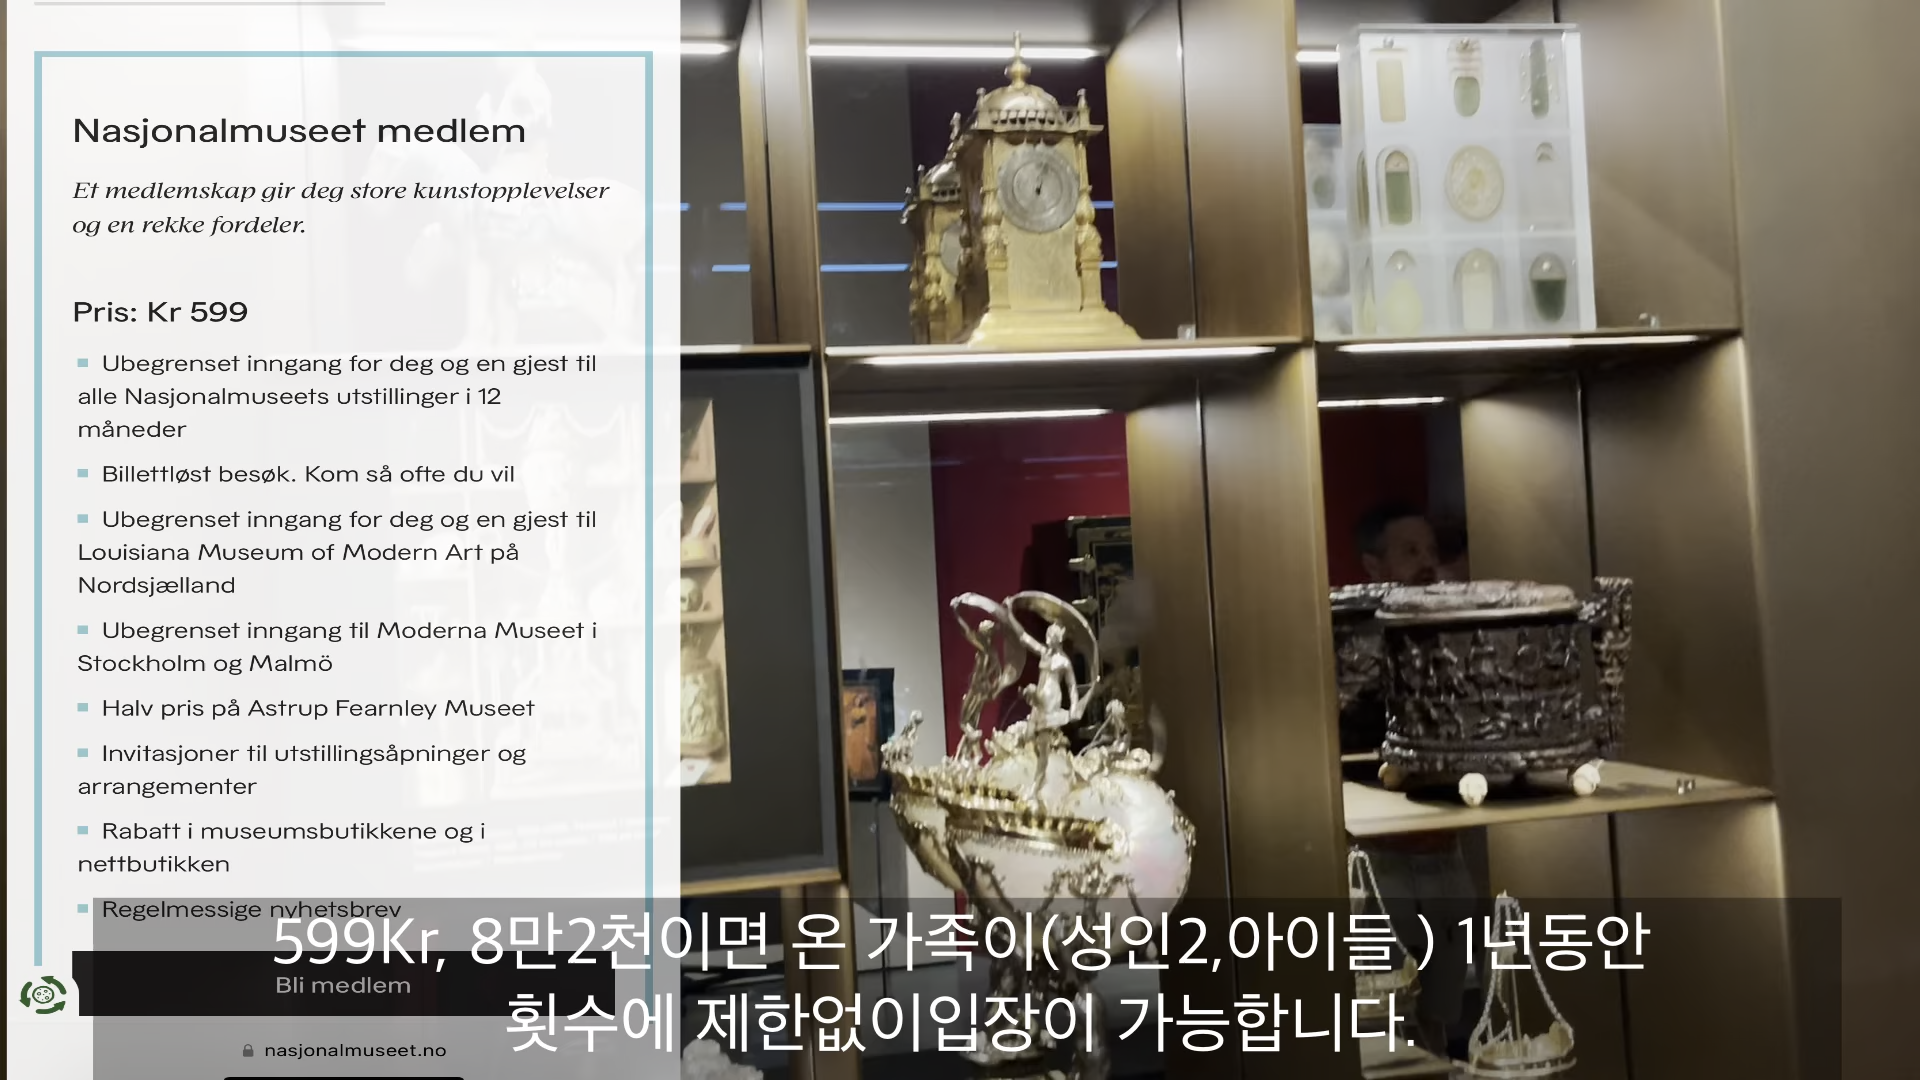 Nasjonalmuseet medlem
Et medlemskap gir deg store kunstopplevelser
og en rekke fordeler.
Pris: Kr 599
Ubegrenset inngang for deg og en gjest til
alle Nasjonalmuseets utstillinger i 12
måneder
Billettløst besøk. Kom så ofte du vil
Ubegrenset inngang for deg og en gjest til
Louisiana Museum of Modern Art på
Nordsjælland
Ubegrenset inngang til Moderna Museet i
Stockholm og Malmö
Halv pris på Astrup Fearnley Museet
Invitasjoner til utstillingsåpninger og
arrangementer
Rabatt i museumsbutikkene og i
nettbutikken
Regelmessige nyhetsbrev
599Kr, 8만2천이면 온 가족이(성인2,아이들 ) 1년동안
Bli medlem
횟수에 제한없이입장이 가능합니다.
nasjonalmuseet.no